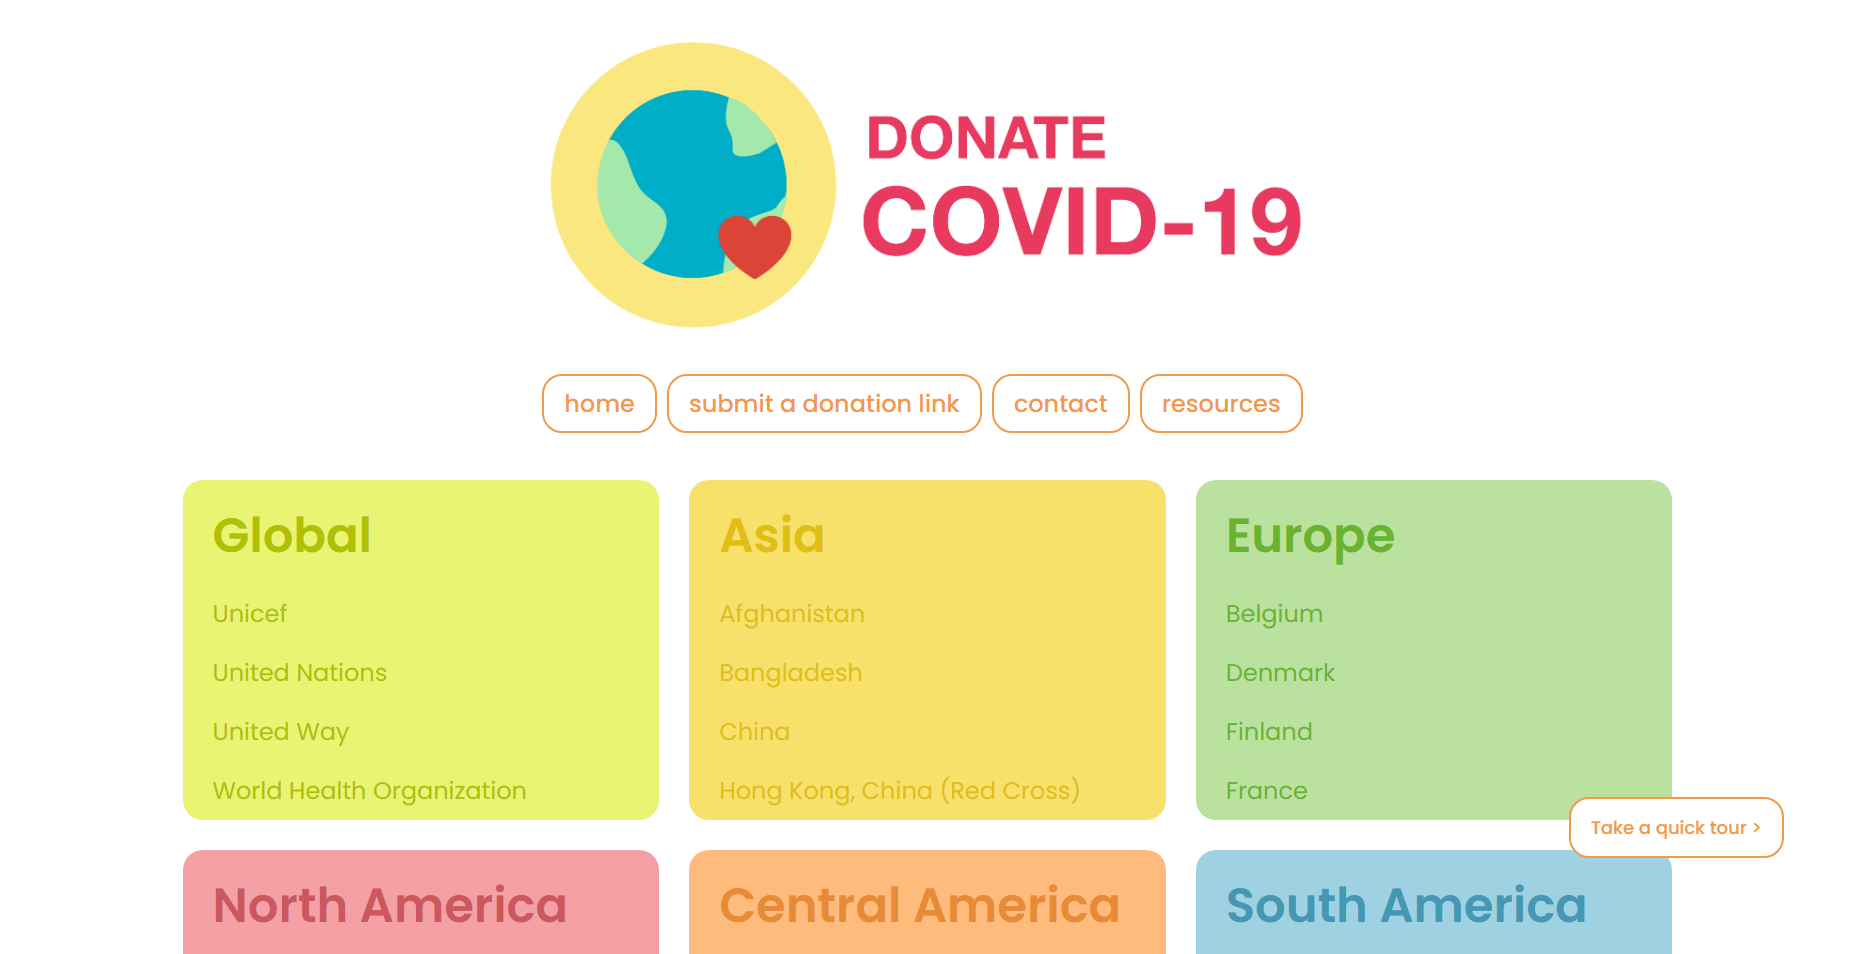 DONATE
COVID-19
home
submit a donation link
contact
resources
Global
Unicef
United Nations
United Way
World Health Organization
Asia
Afghanistan
Bangladesh
China
Hong Kong, China (Red Cross)
Europe
Belgium
Denmark
Finland
France
Take a quick tour >
North America
Central America
South America